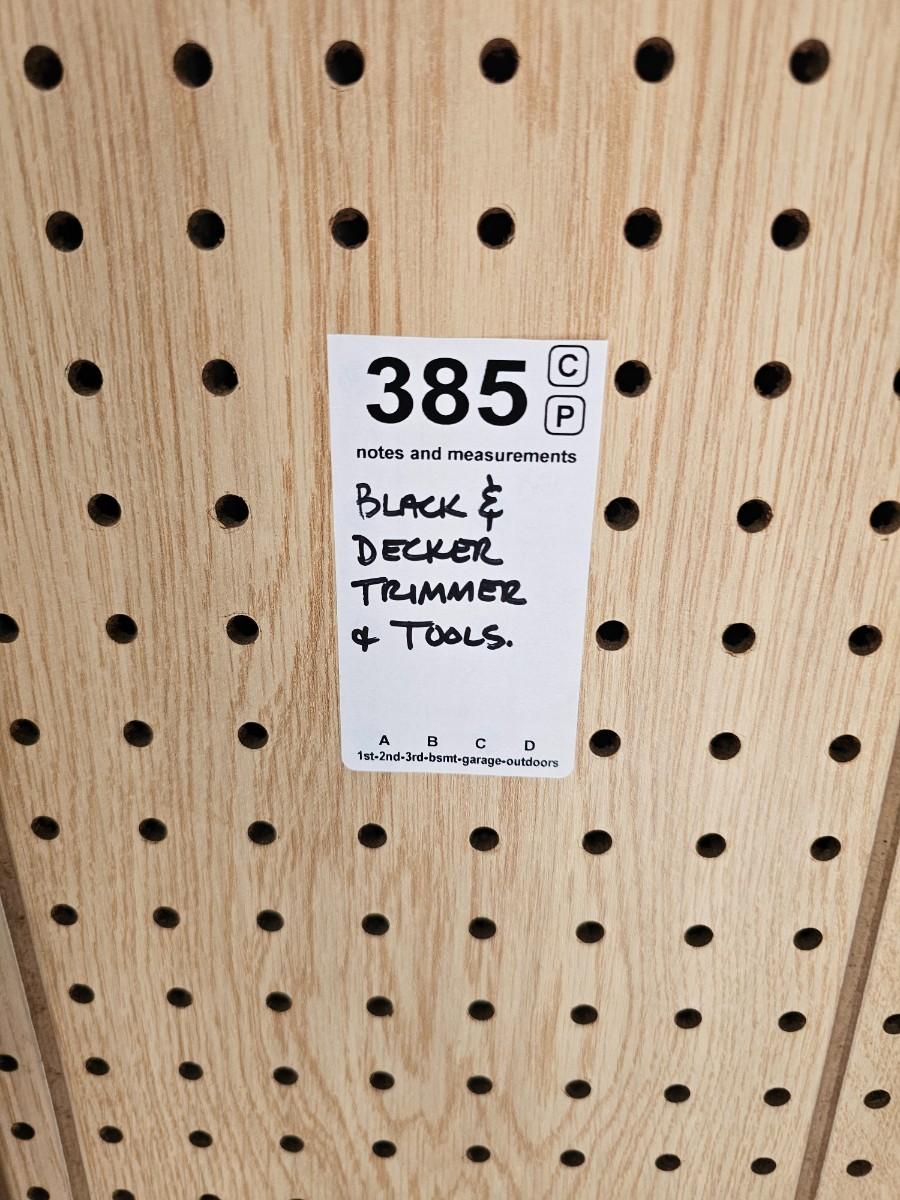 385 C
P
notes and measurements
BLACK &
DECKER
TRIMMER
& TOOLS.
A B C D
1st-2nd-3rd-bsmt-garage-outdoors